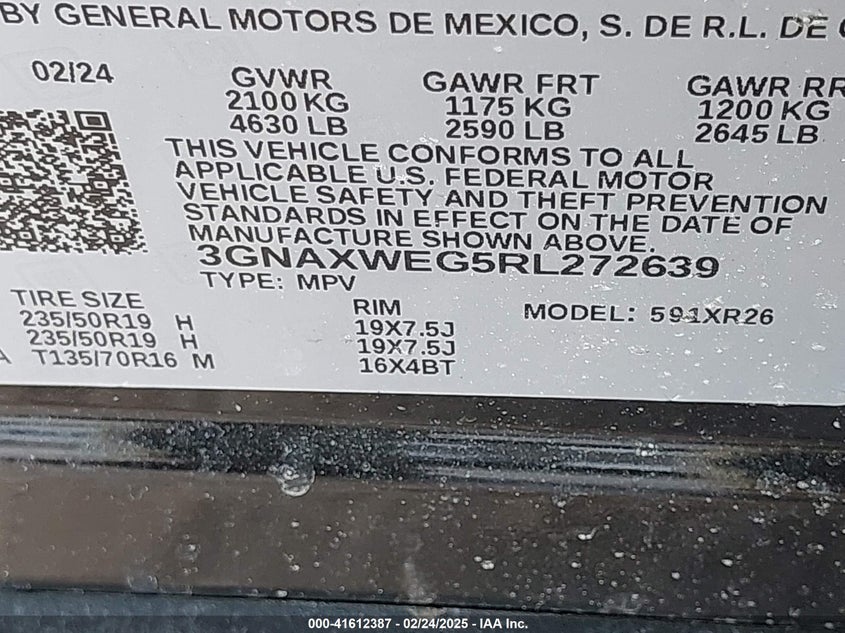 BY GENERAL MOTORS DE MEXICO, S. DE R.L. DE
02/24 GVWR GAWR FRT GAWR RR
2100 KG 1175 KG 1200 KG
4630 LB 2590 LB 2645 LB
THIS VEHICLE CONFORMS TO ALL
APPLICABLE U.S. FEDERAL MOTOR
VEHICLE SAFETY AND THEFT PREVENTION
STANDARDS IN EFFECT ON THE DATE OF
MANUFACTURE SHOWN ABOVE.
3GNAXWEG5RL272639
TYPE: MPV
TIRE SIZE RIM MODEL: 591XR26
235/50R19 H 19X7.5J
235/50R19 H 19X7.5J
T135/70R16 M 16X4BT
000-41612387 - 02/24/2025 - IAA Inc.